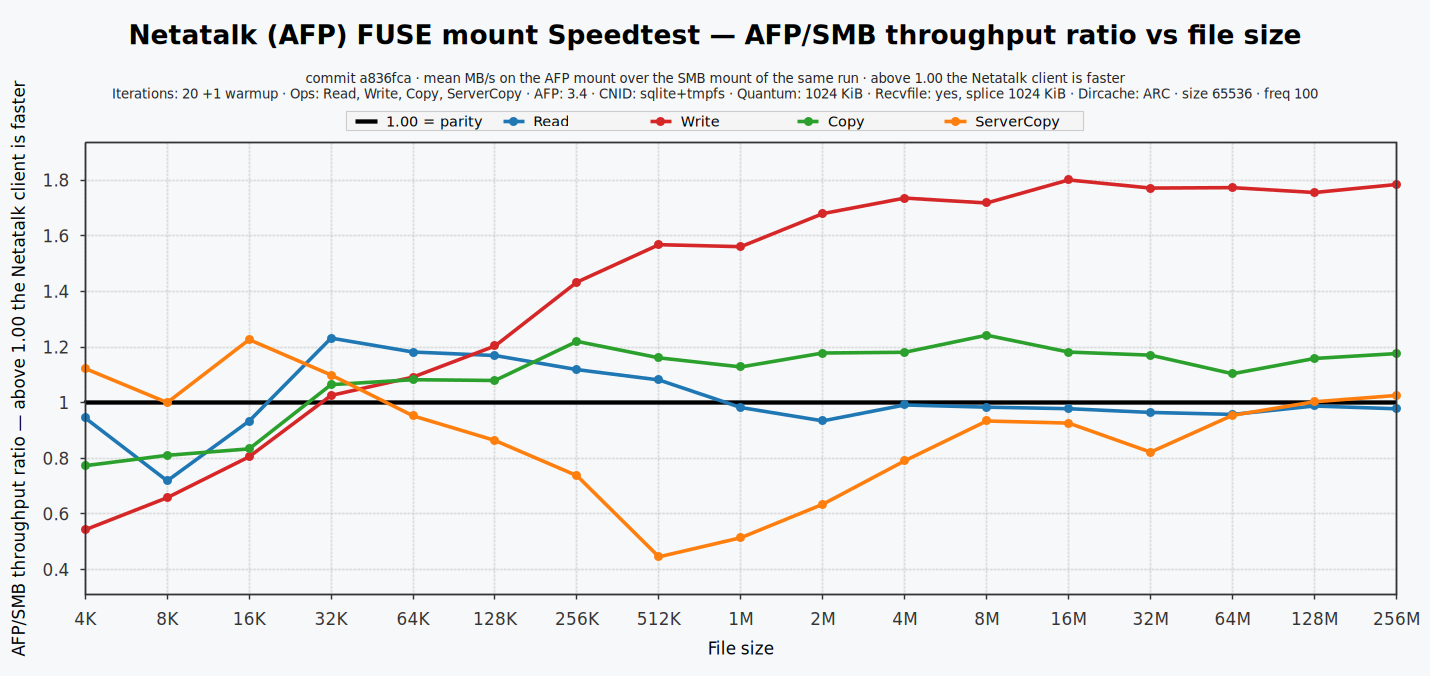 Netatalk (AFP) FUSE mount Speedtest — AFP/SMB throughput ratio vs file size
commit a836fca · mean MB/s on the AFP mount over the SMB mount of the same run · above 1.00 the Netatalk client is faster
Iterations: 20 +1 warmup · Ops: Read, Write, Copy, ServerCopy · AFP: 3.4 · CNID: sqlite+tmpfs · Quantum: 1024 KiB · Recvfile: yes, splice 1024 KiB · Dircache: ARC · size 65536 · freq 100
1.00 = parity Read Write Copy ServerCopy
AFP/SMB throughput ratio — above 1.00 the Netatalk client is faster
1.8
1.6
1.4
1.2
1
0.8
0.6
0.4
4K 8K 16K 32K 64K 128K 256K 512K 1M 2M 4M 8M 16M 32M 64M 128M 256M
File size